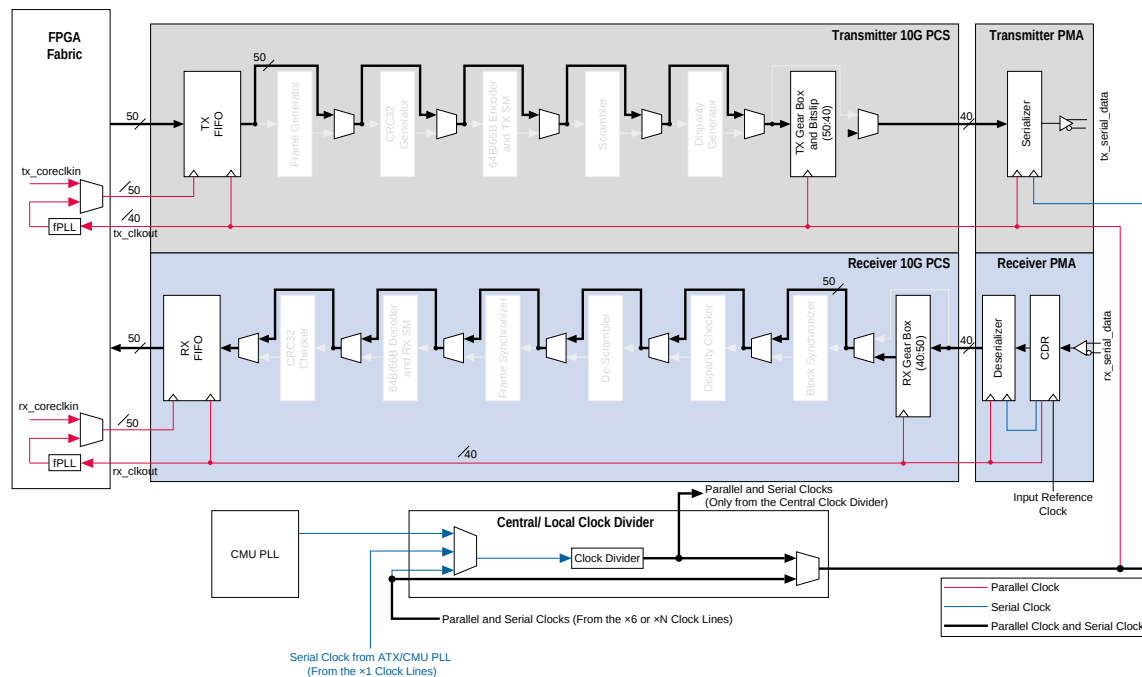 FPGA
Fabric
Transmitter 10G PCS
Transmitter PMA
50
TX
FIFO
50
Frame Generator
CRC32
Generator
64B/66B Encoder
and TX SM
Scrambler
Disparity
Generator
TX Gear Box
and Bitslip
(50:40)
40
Serializer
tx_serial_data
tx_coreclkin
50
fPLL
40
tx_clkout
Receiver 10G PCS
Receiver PMA
50
RX
FIFO
CRC32
Checker
64B/66B Decoder
and RX SM
Frame Synchronizer
De-Scrambler
Disparity Checker
Block Synchronizer
50
RX Gear Box
(40:50)
40
Deserializer
CDR
rx_serial_data
rx_coreclkin
50
fPLL
rx_clkout
40
Input Reference
Clock
Parallel and Serial Clocks
(Only from the Central Clock Divider)
Central/ Local Clock Divider
CMU PLL
Clock Divider
Parallel and Serial Clocks (From the ×6 or ×N Clock Lines)
Serial Clock from ATX/CMU PLL
(From the ×1 Clock Lines)
Parallel Clock
Serial Clock
Parallel Clock and Serial Clock